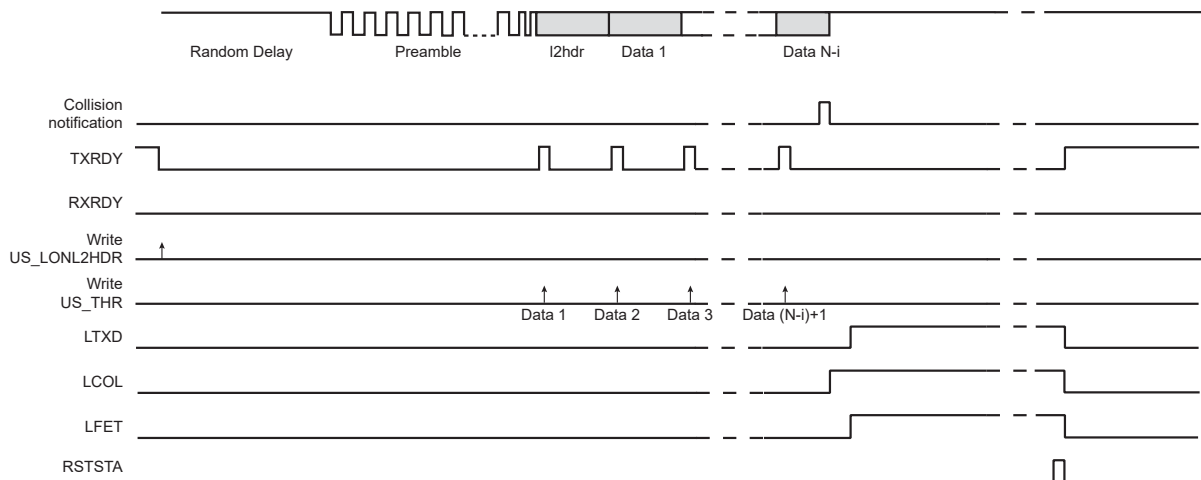 Random Delay Preamble l2hdr Data 1 Data N-i
Collision
notification
TXRDY
RXRDY
Write
US_LONL2HDR
Write
US_THR
Data 1 Data 2 Data 3 Data (N-i)+1
LTXD
LCOL
LFET
RSTSTA